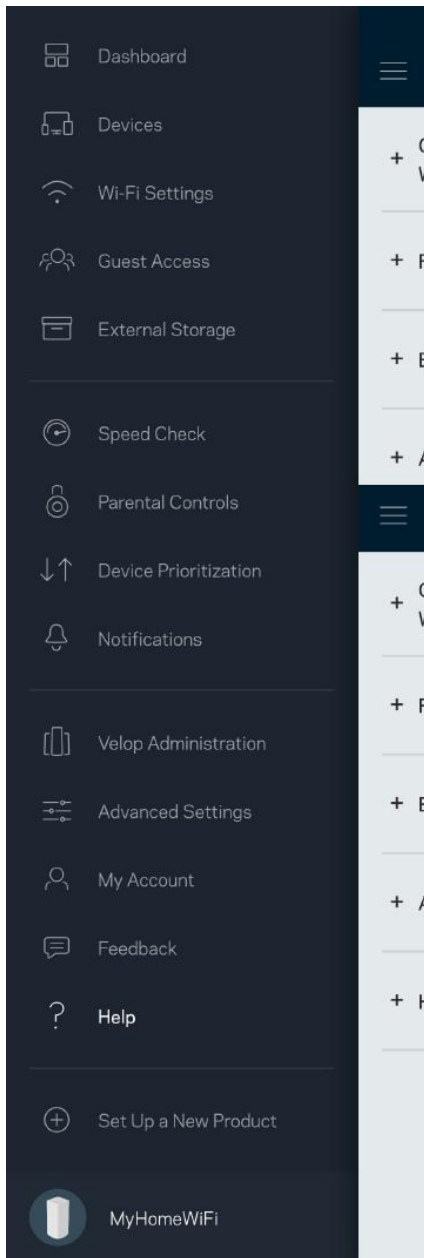 Dashboard
Devices
Wi-Fi Settings
Guest Access
External Storage
Speed Check
Parental Controls
Device Prioritization
Notifications
Velop Administration
Advanced Settings
My Account
Feedback
? Help
Set Up a New Product
MyHomeWiFi